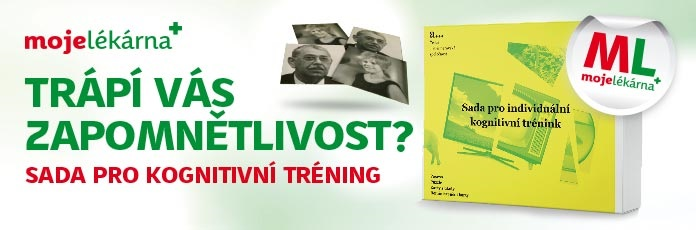 mojelékárna+
TRÁPÍ VÁS
ZAPOMNĚTLIVOST?
SADA PRO KOGNITIVNÍ TRÉNING
Sada pro individuální
kognitivní trénink
ML
mojelékárna+